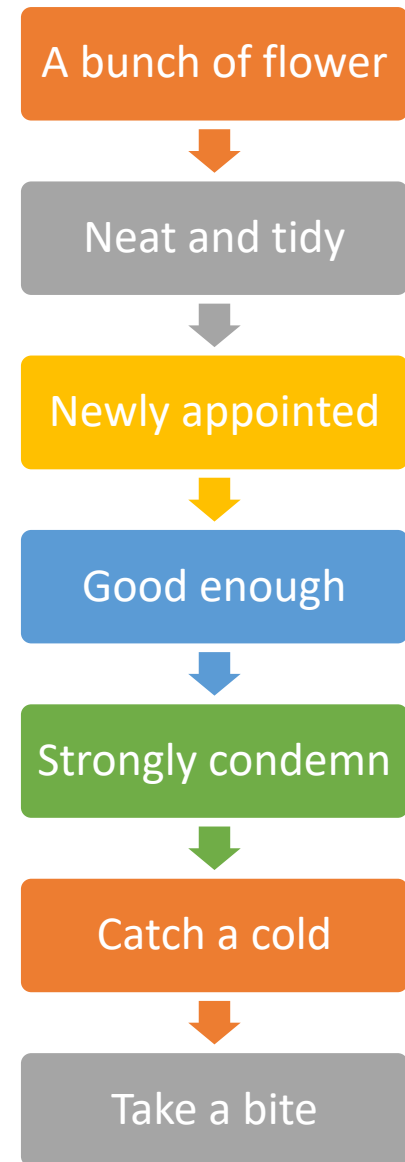 A bunch of flower
Neat and tidy
Newly appointed
Good enough
Strongly condemn
Catch a cold
Take a bite